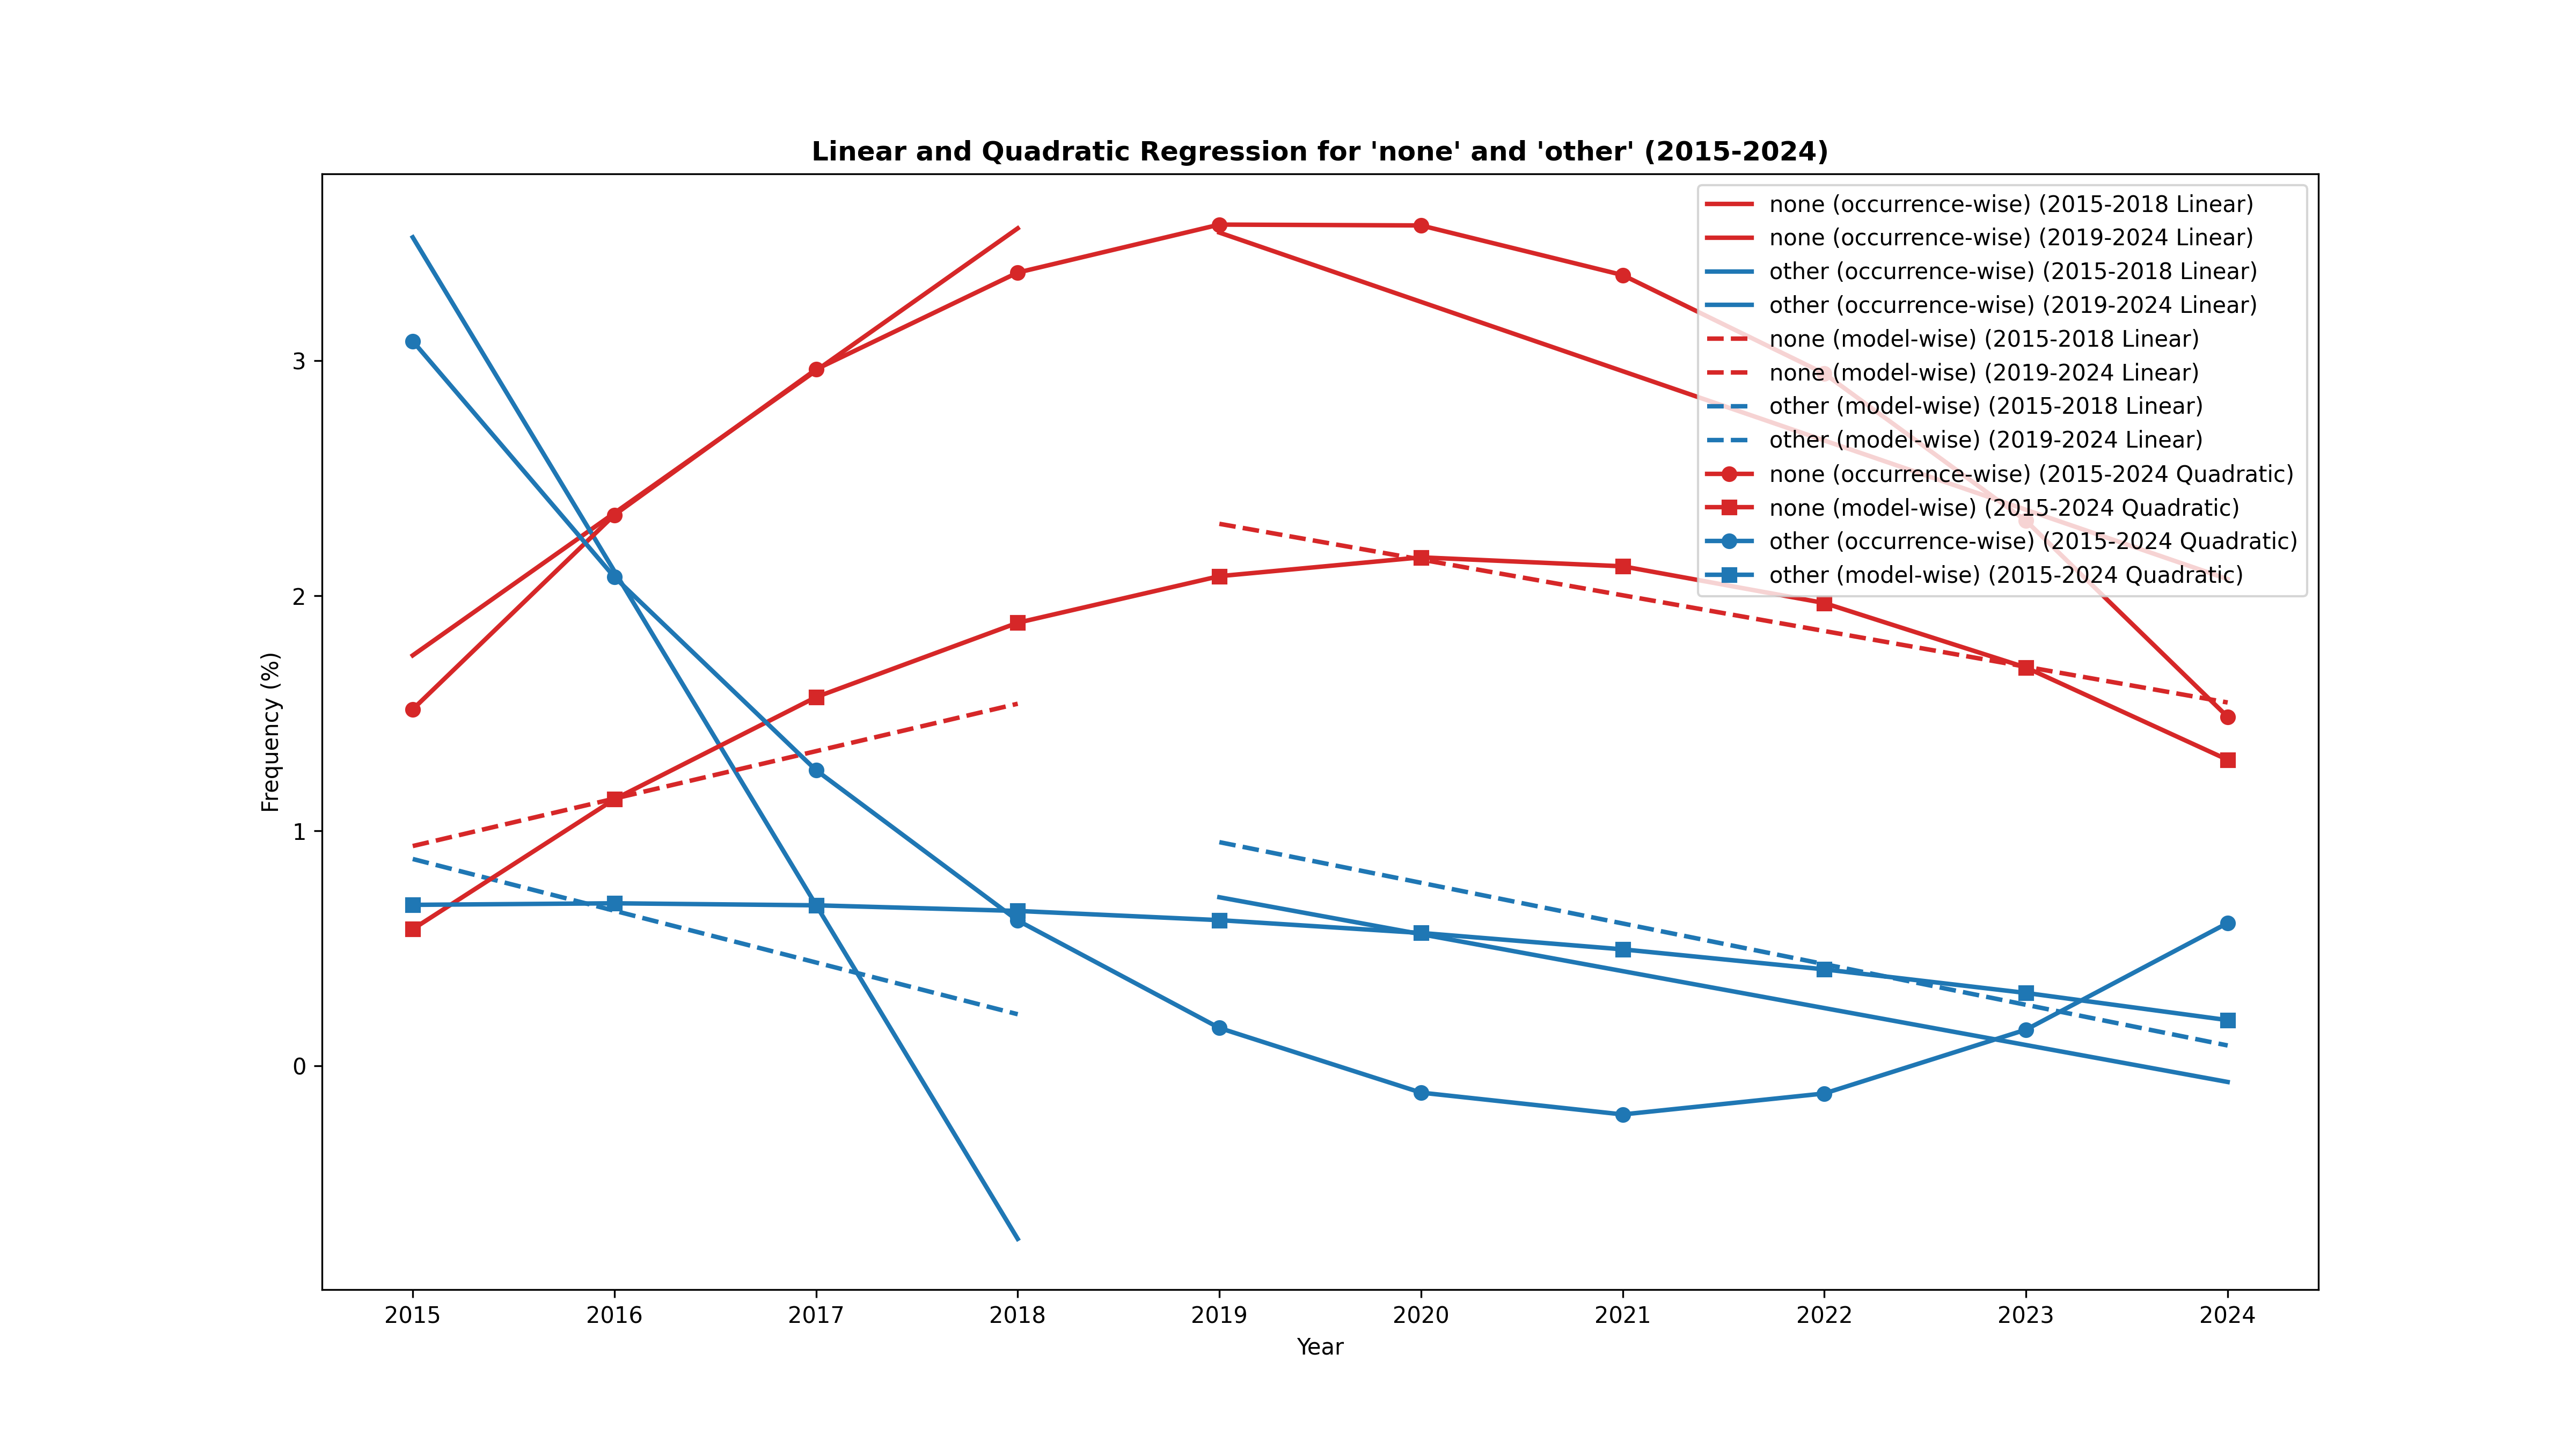 Linear and Quadratic Regression for 'none' and 'other' (2015-2024)
none (occurrence-wise) (2015-2018 Linear)
none (occurrence-wise) (2019-2024 Linear)
other (occurrence-wise) (2015-2018 Linear)
other (occurrence-wise) (2019-2024 Linear)
none (model-wise) (2015-2018 Linear)
none (model-wise) (2019-2024 Linear)
other (model-wise) (2015-2018 Linear)
other (model-wise) (2019-2024 Linear)
none (occurrence-wise) (2015-2024 Quadratic)
none (model-wise) (2015-2024 Quadratic)
other (occurrence-wise) (2015-2024 Quadratic)
other (model-wise) (2015-2024 Quadratic)
Frequency (%)
3
2
1
0
2015 2016 2017 2018 2019 2020 2021 2022 2023 2024
Year